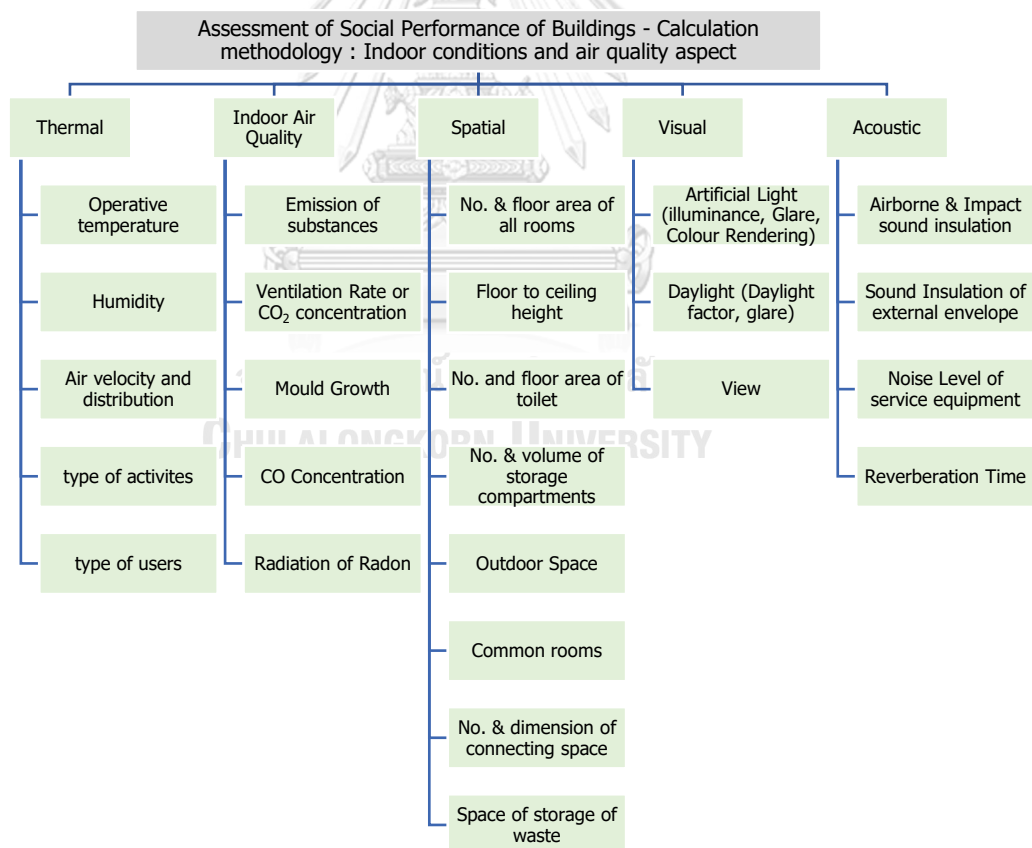 Assessment of Social Performance of Buildings - Calculation
methodology : Indoor conditions and air quality aspect
Thermal
Operative
temperature
Humidity
Air velocity and
distribution
type of activites
type of users
Indoor Air
Quality
Emission of
substances
Ventilation Rate or
CO₂ concentration
Mould Growth
CO Concentration
Radiation of Radon
Spatial
No. & floor area of
all rooms
Floor to ceiling
height
No. and floor area of
toilet
No. & volume of
storage
compartments
Outdoor Space
Common rooms
No. & dimension of
connecting space
Space of storage of
waste
Visual
Artificial Light
(illuminance, Glare,
Colour Rendering)
Daylight (Daylight
factor, glare)
View
Acoustic
Airborne & Impact
sound insulation
Sound Insulation of
external envelope
Noise Level of
service equipment
Reverberation Time
CHULALONGKORN UNIVERSITY